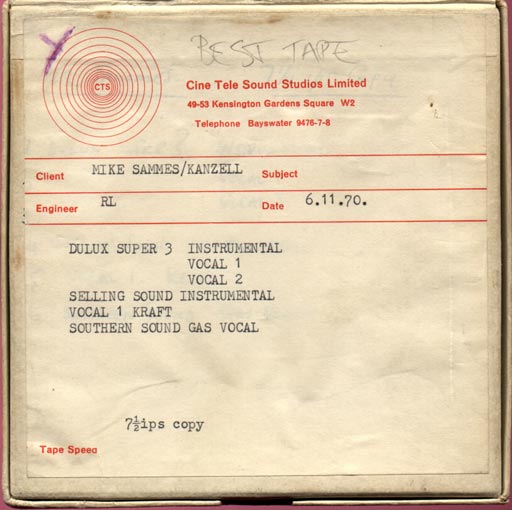 BEST TAPE
CTS
Cine Tele Sound Studios Limited
49-53 Kensington Gardens Square W2
Telephone Bayswater 9476-7-8
Client MIKE SAMMES/KANZELL Subject
Engineer RL Date 6.11.70.
DULUX SUPER 3 INSTRUMENTAL
VOCAL 1
VOCAL 2
SELLING SOUND INSTRUMENTAL
VOCAL 1 KRAFT
SOUTHERN SOUND GAS VOCAL
7½ips copy
Tape Speed